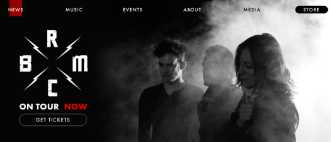 NEWS MUSIC EVENTS ABOUT MEDIA STORE
R
B M
C
ON TOUR NOW
GET TICKETS